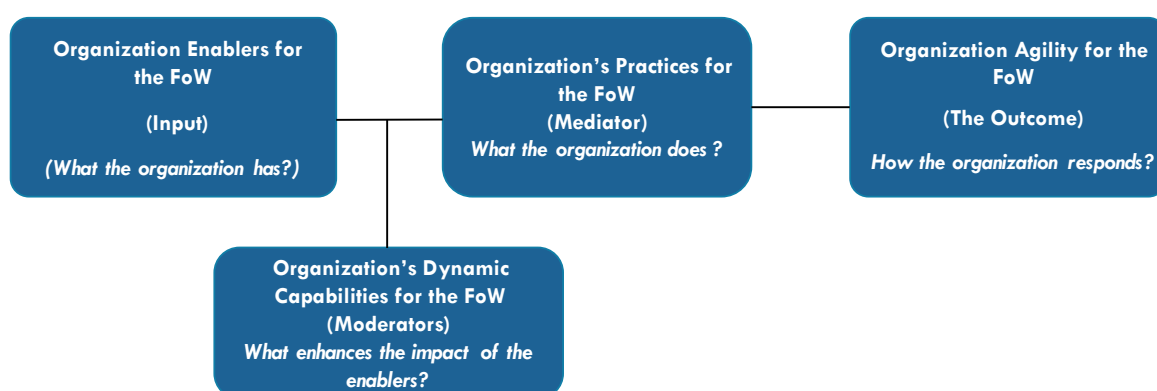 Organization Enablers for
the FoW
(Input)
(What the organization has?)
Organization's Practices for
the FoW
(Mediator)
What the organization does ?
Organization Agility for the
FoW
(The Outcome)
How the organization responds?
Organization's Dynamic
Capabilities for the FoW
(Moderators)
What enhances the impact of the
enablers?